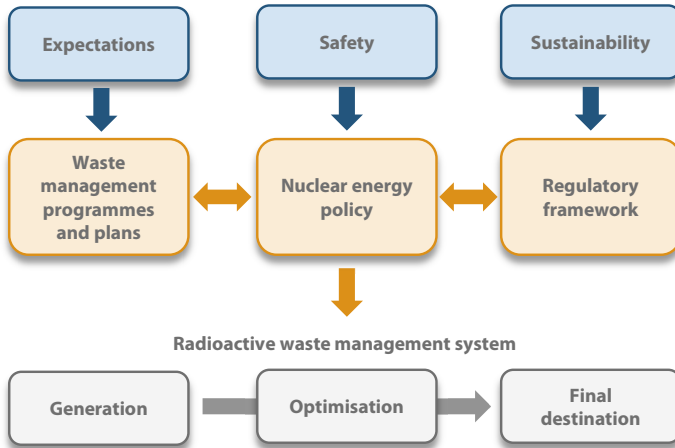 Expectations
Safety
Sustainability
Waste
management
programmes
and plans
Nuclear energy
policy
Regulatory
framework
Radioactive waste management system
Generation
Optimisation
Final
destination